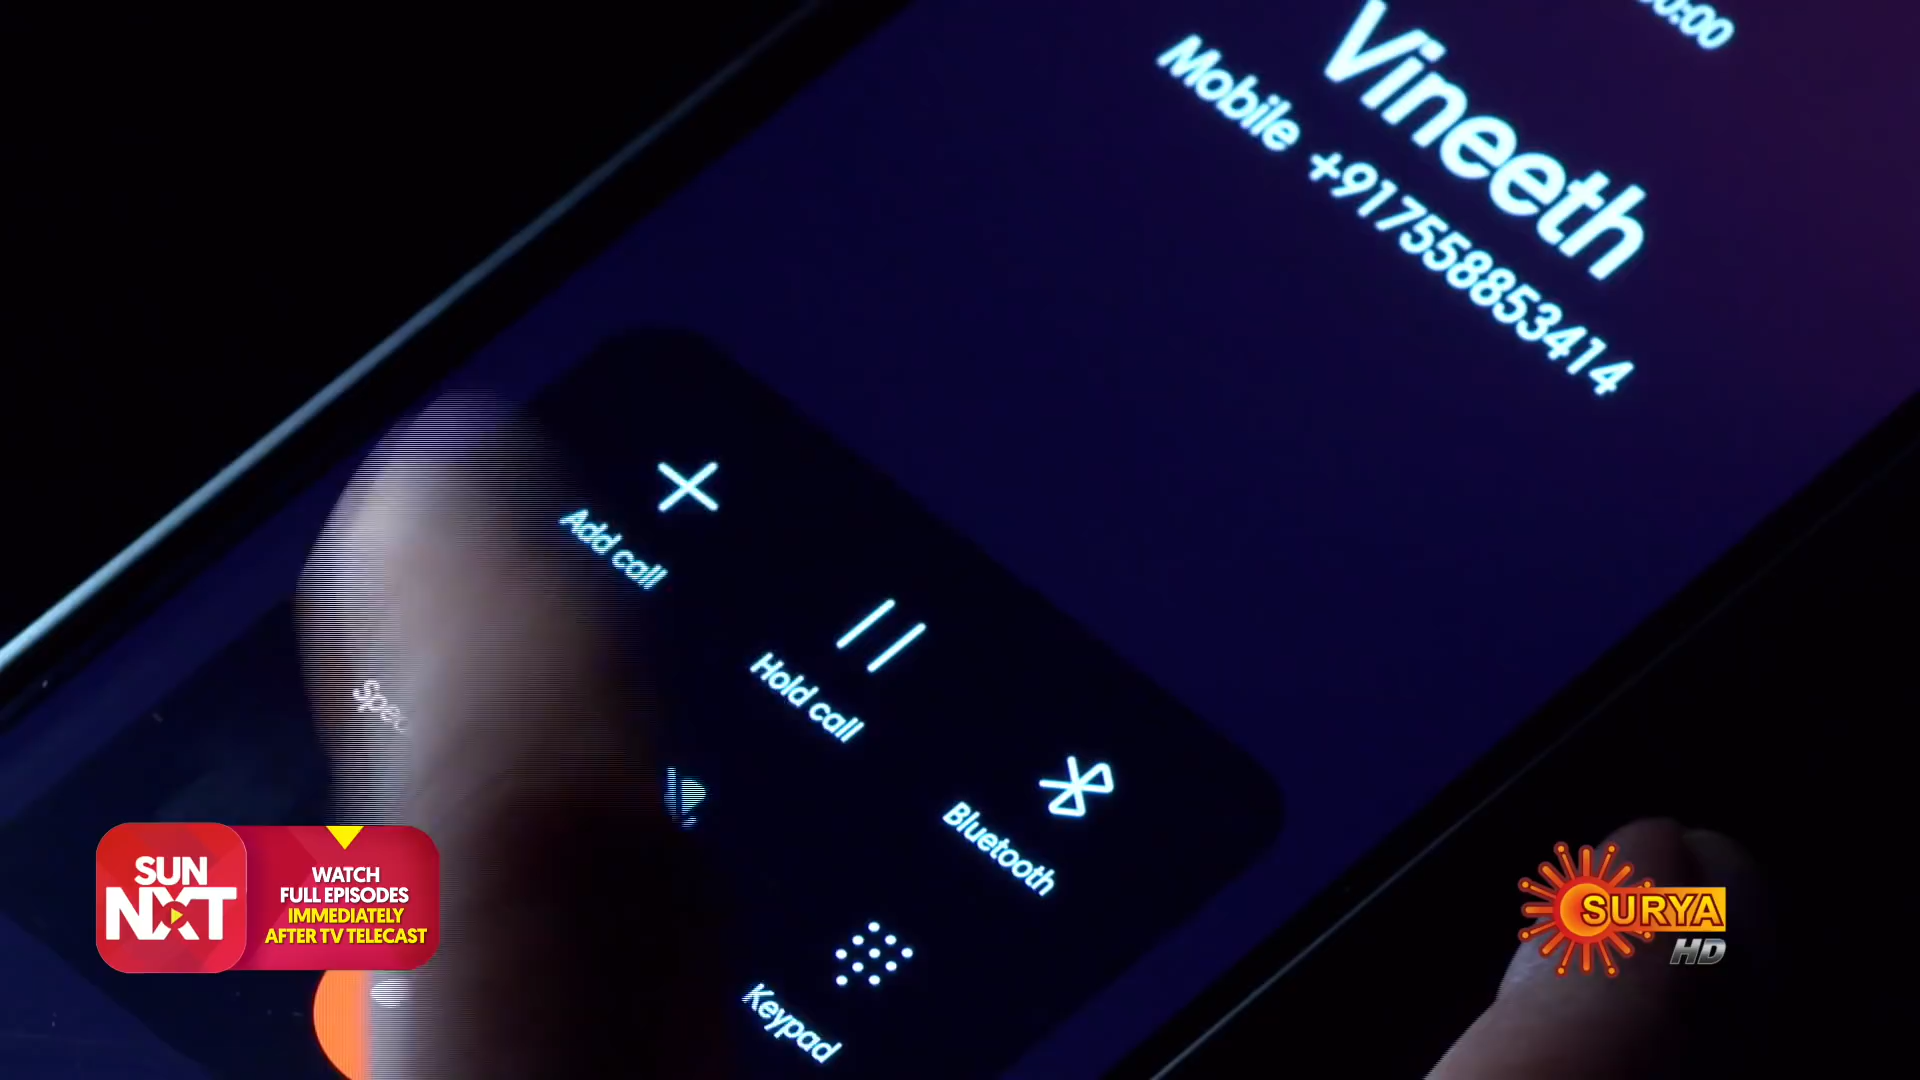 0:00
Vineeth
Mobile +917558853414
Add call
Hold call
Bluetooth
Keypad
SUN
NXT
WATCH
FULL EPISODES
IMMEDIATELY
AFTER TV TELECAST
SURYA
HD